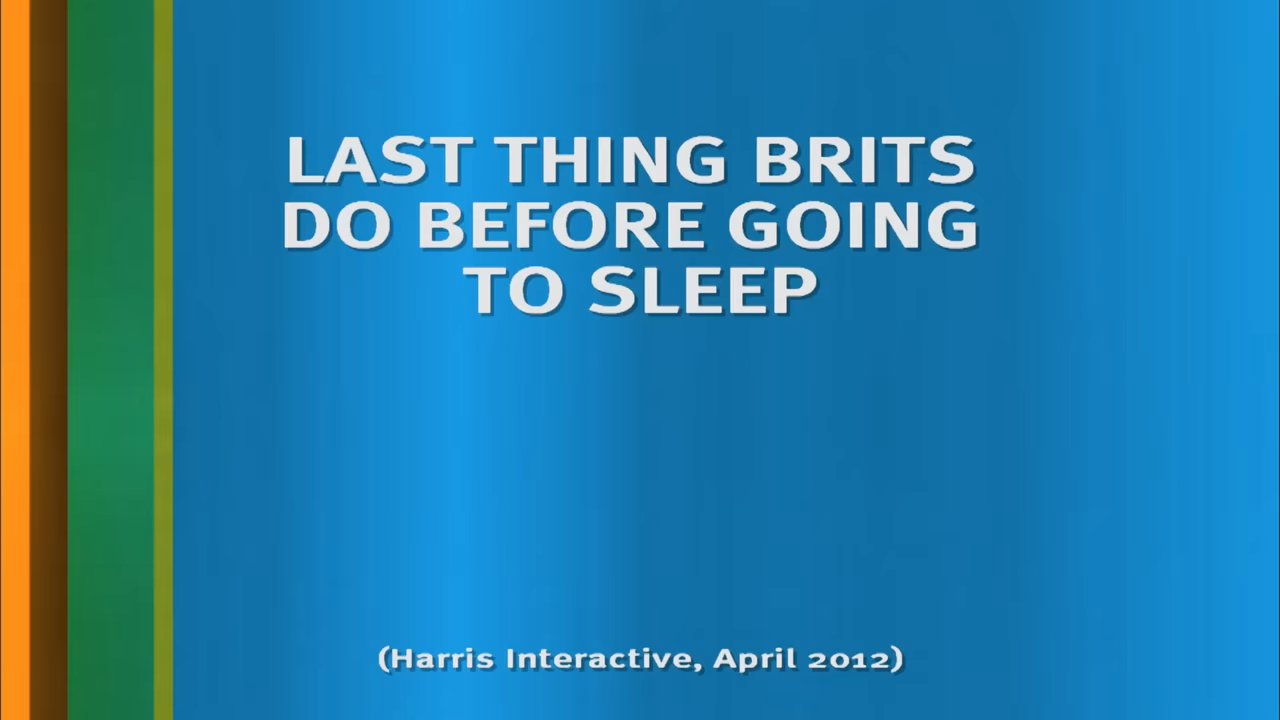 LAST THING BRITS
DO BEFORE GOING
TO SLEEP
(Harris Interactive, April 2012)